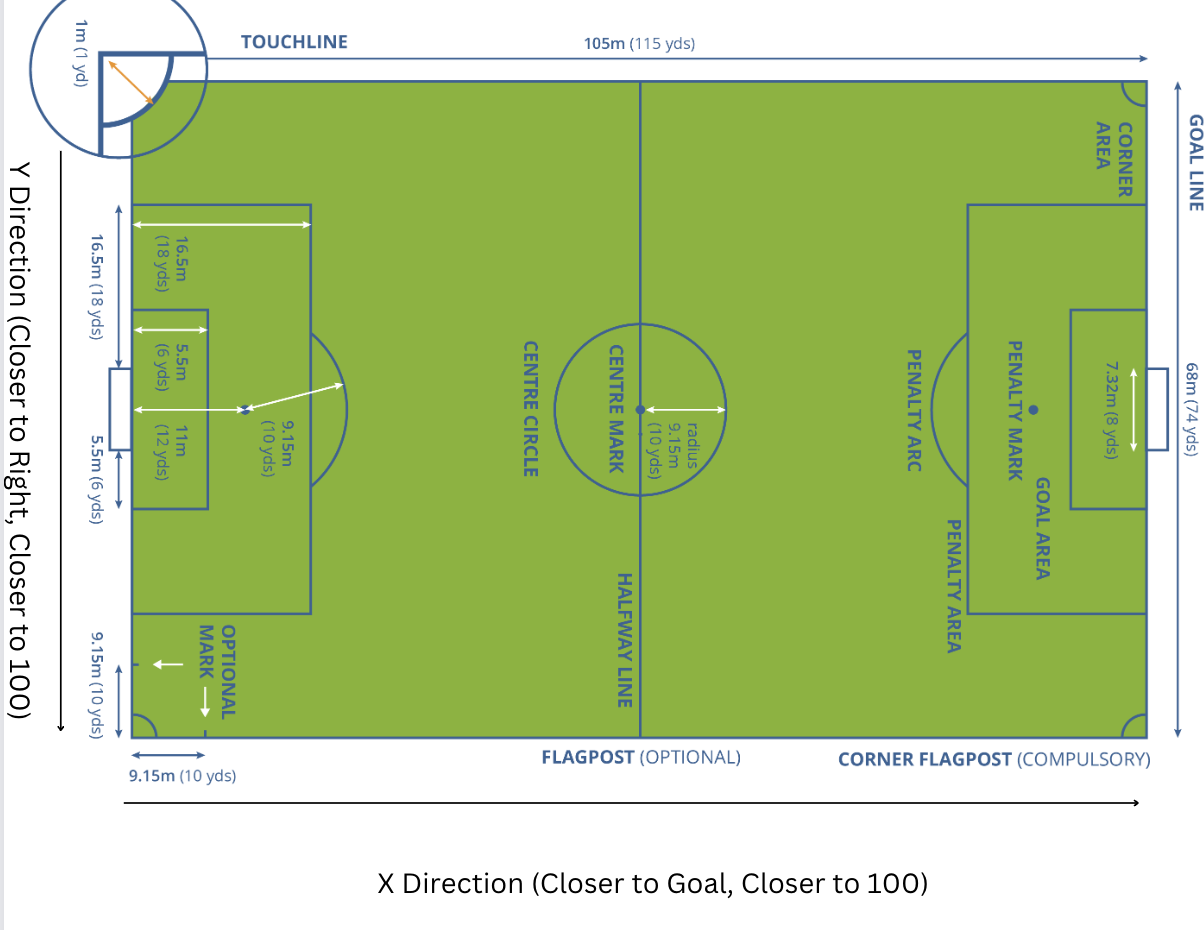 1m (1 yd)
TOUCHLINE
105m (115 yds)
CORNER
AREA
GOAL LINE
68m (74 yds)
Y Direction (Closer to Right, Closer to 100)
16.5m (18 yds)
16.5m
(18 yds)
5.5m
(6 yds)
11m
(12 yds)
5.5m (6 yds)
9.15m
(10 yds)
CENTRE CIRCLE
CENTRE MARK
radius
9.15m
(10 yds)
PENALTY ARC
PENALTY MARK
7.32m (8 yds)
GOAL AREA
PENALTY AREA
HALFWAY LINE
OPTIONAL
MARK
9.15m (10 yds)
9.15m (10 yds)
FLAGPOST (OPTIONAL)
CORNER FLAGPOST (COMPULSORY)
X Direction (Closer to Goal, Closer to 100)